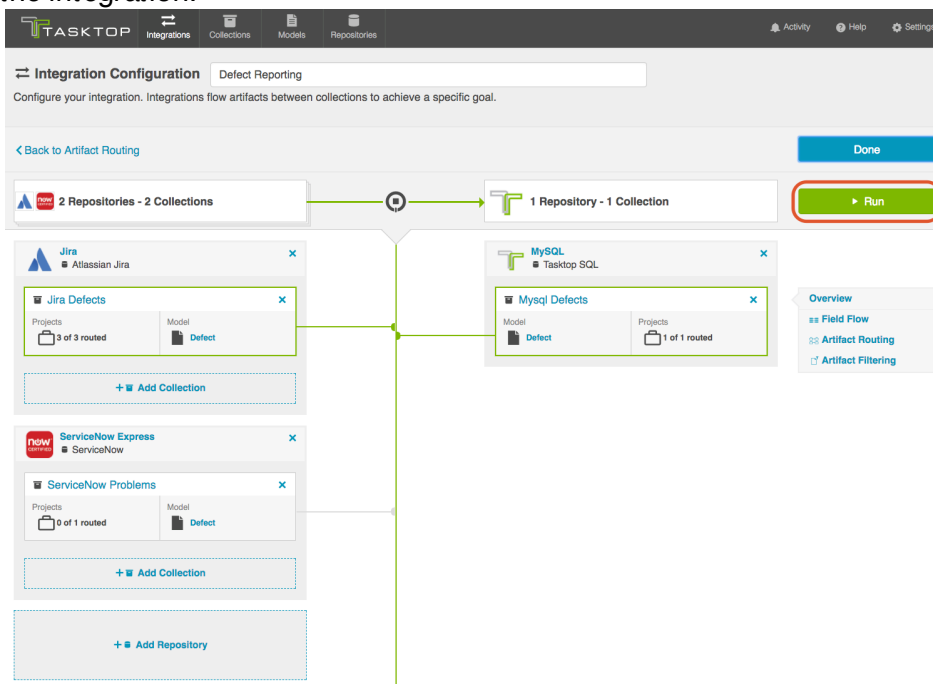 the integration.
TASKTOP
Integrations
Collections
Models
Repositories
Activity
Help
Settings
Integration Configuration
Defect Reporting
Configure your integration. Integrations flow artifacts between collections to achieve a specific goal.
Back to Artifact Routing
Done
now
CERTIFIED
2 Repositories - 2 Collections
1 Repository - 1 Collection
Run
Jira
Atlassian Jira
MySQL
Tasktop SQL
Jira Defects
Projects
3 of 3 routed
Model
Defect
Mysql Defects
Model
Defect
Projects
1 of 1 routed
Overview
Field Flow
Artifact Routing
Artifact Filtering
+ Add Collection
now
CERTIFIED
ServiceNow Express
ServiceNow
ServiceNow Problems
Projects
0 of 1 routed
Model
Defect
+ Add Collection
+ Add Repository